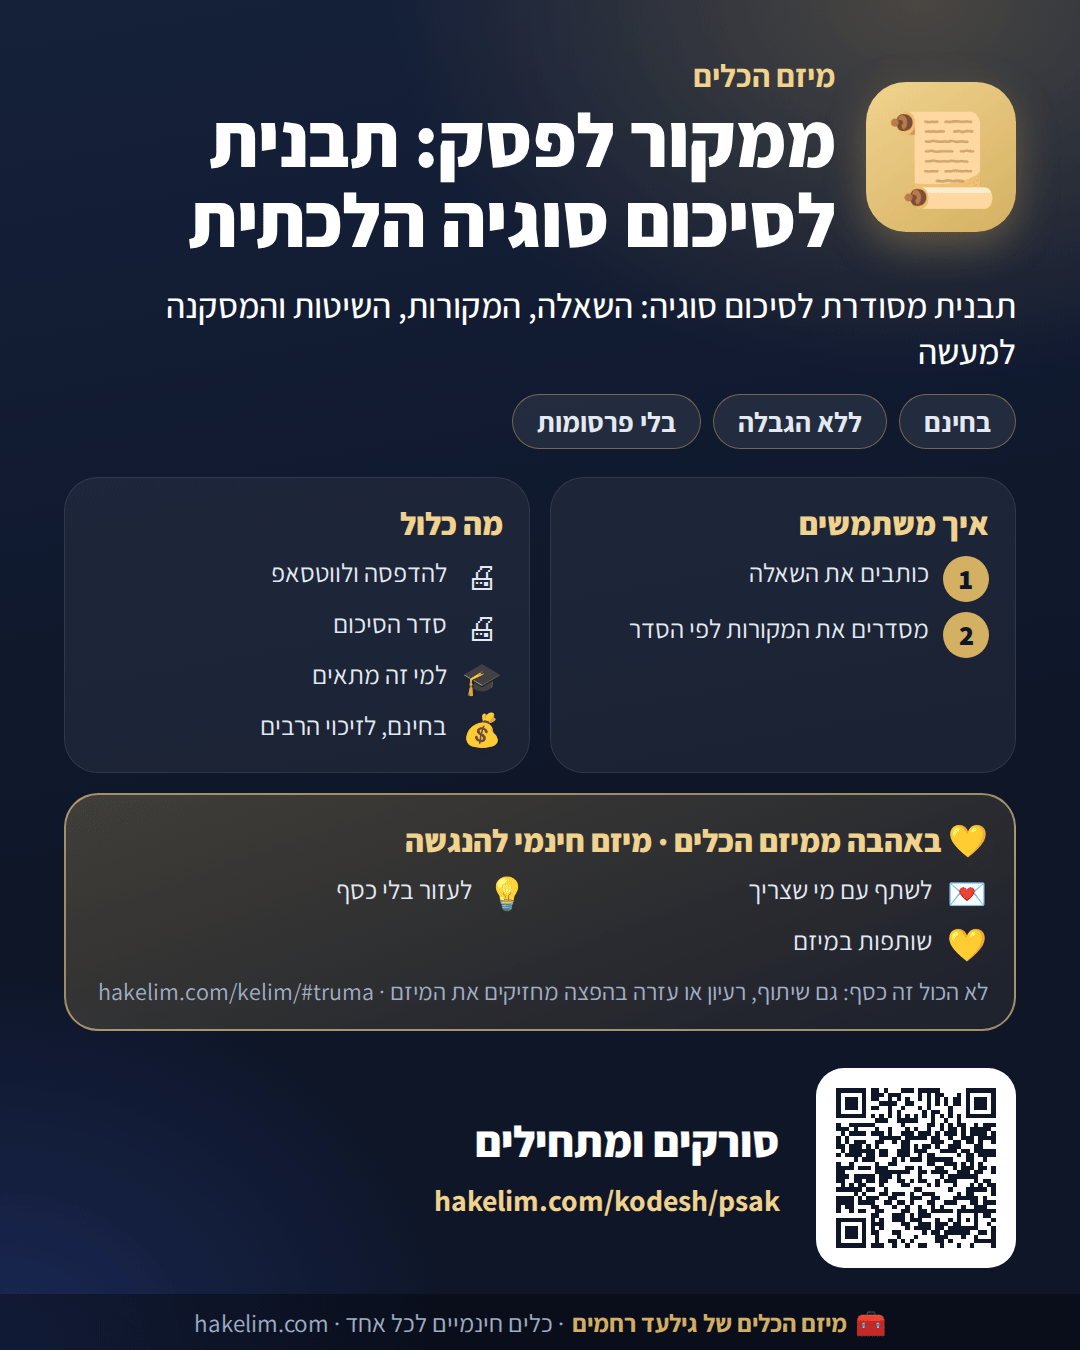 מיזם הכלים
ממקור לפסק: תבנית
לסיכום סוגיה הלכתית
תבנית מסודרת לסיכום סוגיה: השאלה, המקורות, השיטות והמסקנה
למעשה
בחינם
ללא הגבלה
בלי פרסומות
איך משתמשים
1 כותבים את השאלה
2 מסדרים את המקורות לפי הסדר
מה כלול
להדפסה ולווטסאפ
סדר הסיכום
למי זה מתאים
בחינם, לזיכוי הרבים
באהבה ממיזם הכלים · מיזם חינמי להנגשה
לשתף עם מי שצריך
לעזור בלי כסף
שותפות במיזם
לא הכול זה כסף: גם שיתוף, רעיון או עזרה בהפצה מחזיקים את המיזם · hakelim.com/kelim/#truma
סורקים ומתחילים
hakelim.com/kodesh/psak
מיזם הכלים של גילעד רחמים · כלים חינמיים לכל אחד · hakelim.com